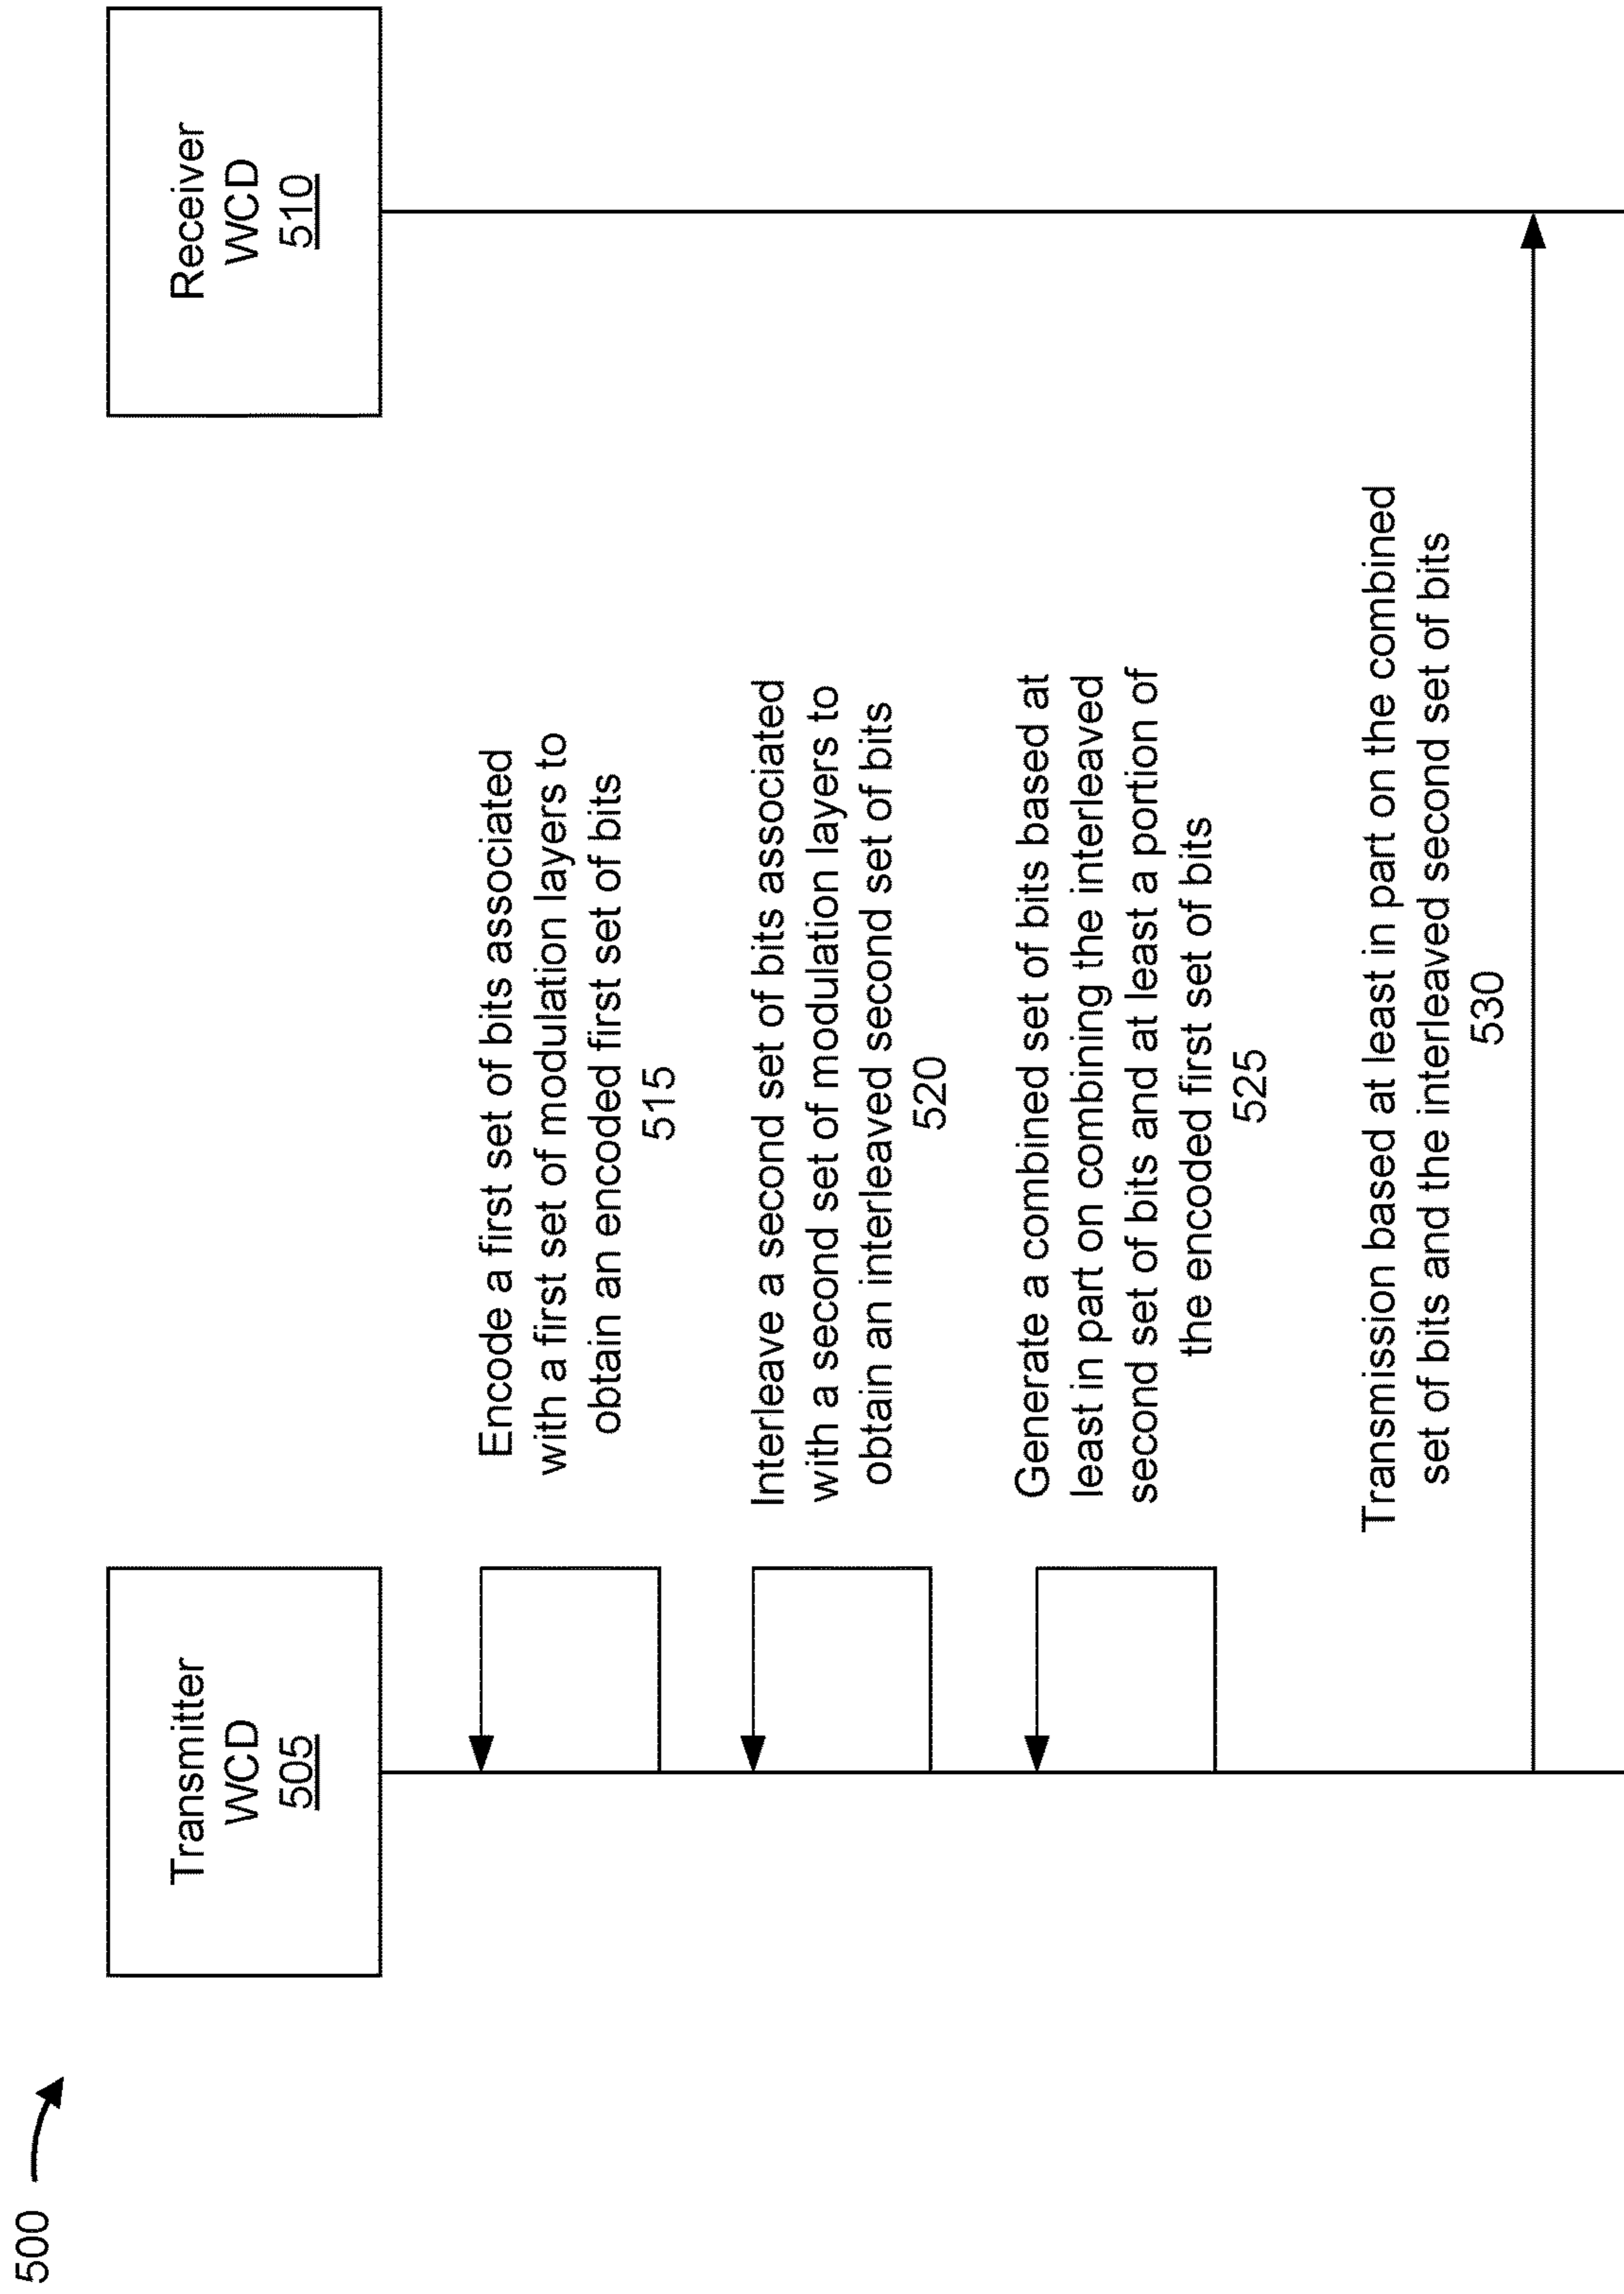 500
Transmitter
WCD
505
Receiver
WCD
510
Encode a first set of bits associated
with a first set of modulation layers to
obtain an encoded first set of bits
515
Interleave a second set of bits associated
with a second set of modulation layers to
obtain an interleaved second set of bits
520
Generate a combined set of bits based at
least in part on combining the interleaved
second set of bits and at least a portion of
the encoded first set of bits
525
Transmission based at least in part on the combined
set of bits and the interleaved second set of bits
530